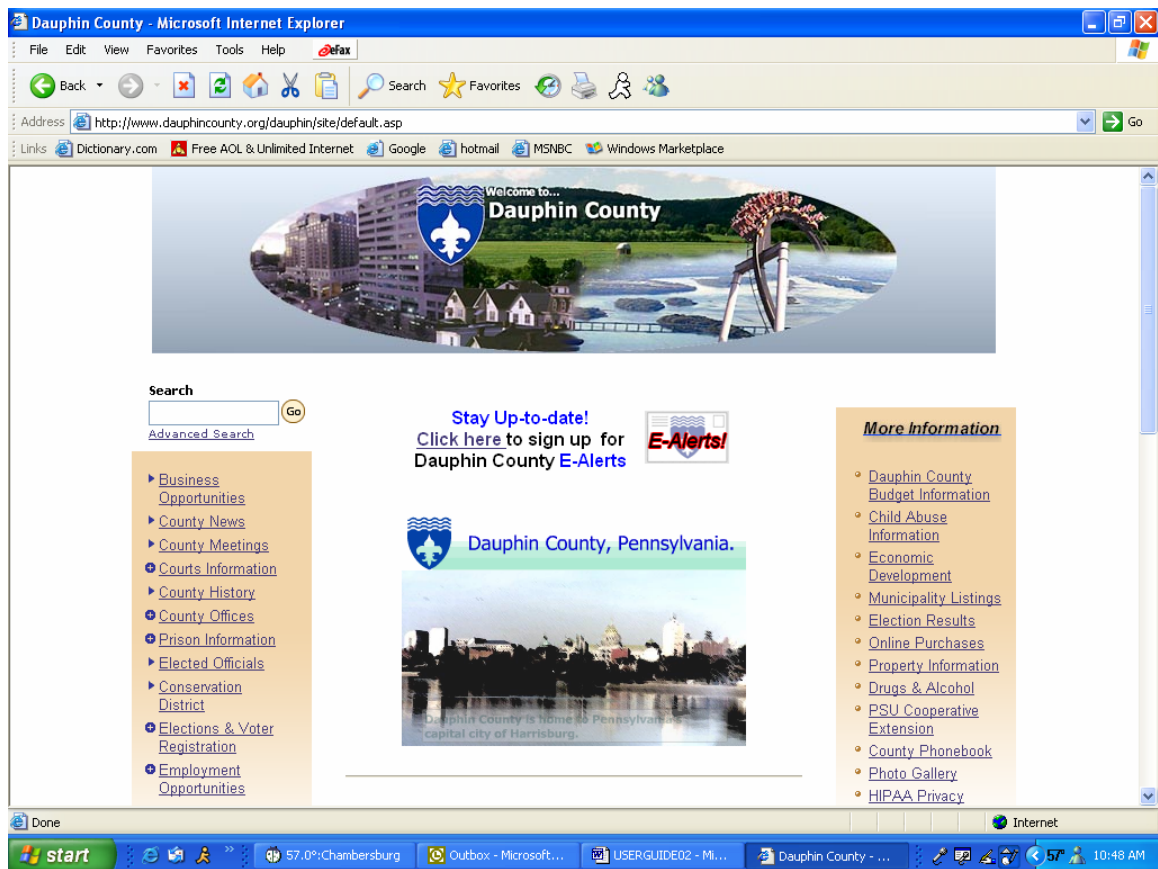 Dauphin County - Microsoft Internet Explorer
File Edit View Favorites Tools Help eFax
Back Search Favorites
Address http://www.dauphincounty.org/dauphin/site/default.asp Go
Links Dictionary.com Free AOL & Unlimited Internet Google hotmail MSNBC Windows Marketplace
Welcome to...
Dauphin County
Search
Go
Advanced Search
Business
Opportunities
County News
County Meetings
Courts Information
County History
County Offices
Prison Information
Elected Officials
Conservation
District
Elections & Voter
Registration
Employment
Opportunities
Stay Up-to-date!
Click here to sign up for
Dauphin County E-Alerts
E-Alerts!
Dauphin County, Pennsylvania.
Dauphin County is home to Pennsylvania's
capital city of Harrisburg.
More Information
Dauphin County
Budget Information
Child Abuse
Information
Economic
Development
Municipality Listings
Election Results
Online Purchases
Property Information
Drugs & Alcohol
PSU Cooperative
Extension
County Phonebook
Photo Gallery
HIPAA Privacy
Done Internet
start 57.0°:Chambersburg Outbox - Microsoft... USERGUIDE02 - Mi... Dauphin County - ... 57° 10:48 AM